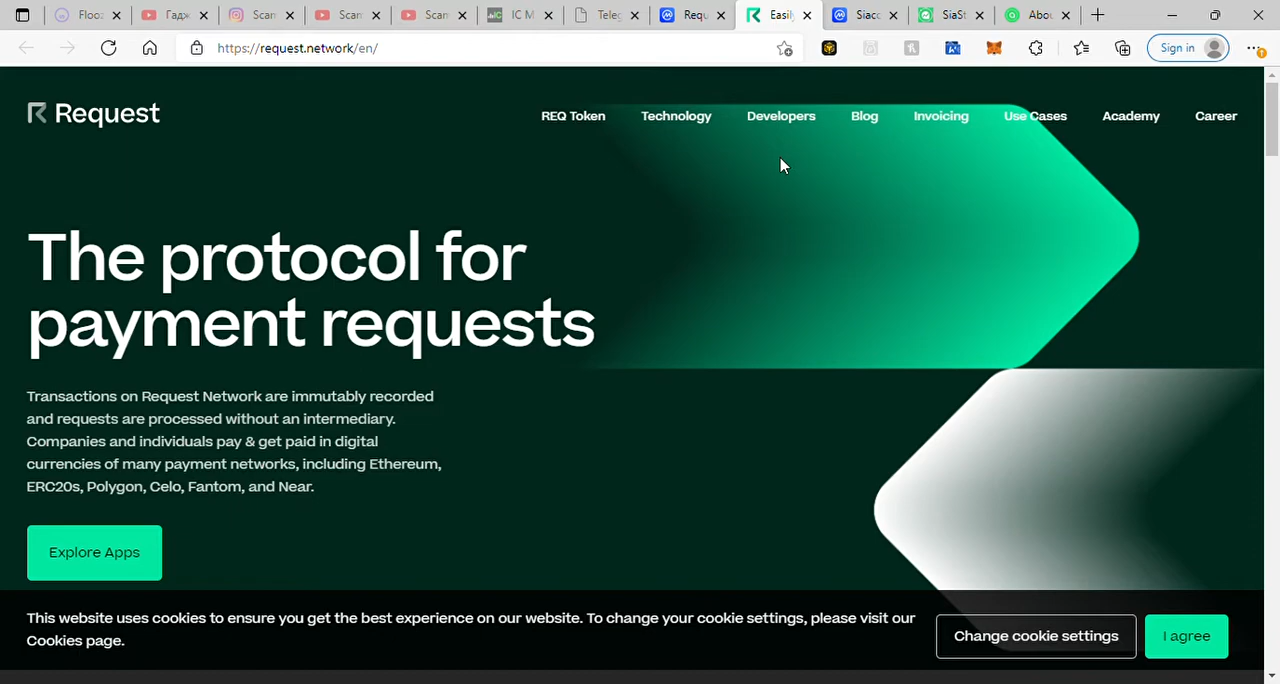 Flooz
Гадж
Scan
Scan
Scan
IC M
Teleg
Requ
Easily
Siaco
SiaSt
Abou
https://request.network/en/
Sign in
Request
REQ Token
Technology
Developers
Blog
Invoicing
Use Cases
Academy
Career
The protocol for
payment requests
Transactions on Request Network are immutably recorded
and requests are processed without an intermediary.
Companies and individuals pay & get paid in digital
currencies of many payment networks, including Ethereum,
ERC20s, Polygon, Celo, Fantom, and Near.
Explore Apps
This website uses cookies to ensure you get the best experience on our website. To change your cookie settings, please visit our
Cookies page.
Change cookie settings
I agree